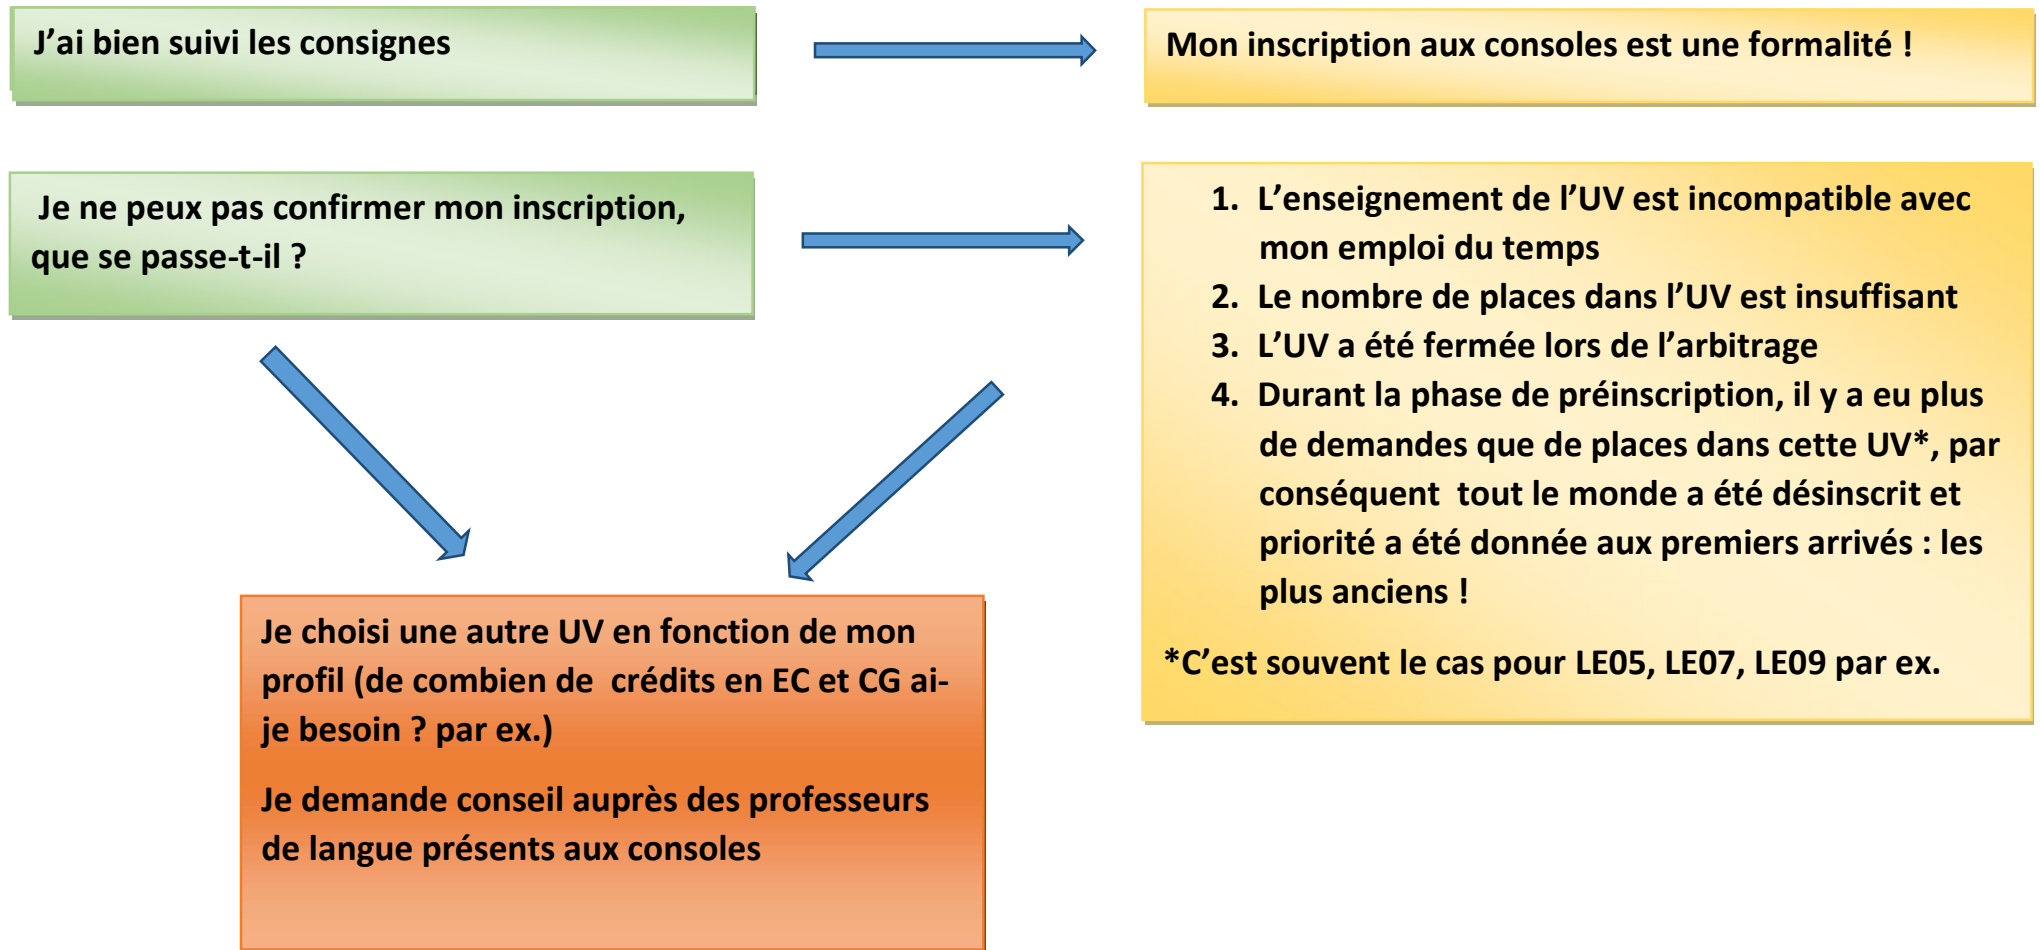 J’ai bien suivi les consignes
Mon inscription aux consoles est une formalité !
Je ne peux pas confirmer mon inscription,
que se passe-t-il ?
1. L’enseignement de l’UV est incompatible avec
mon emploi du temps
2. Le nombre de places dans l’UV est insuffisant
3. L’UV a été fermée lors de l’arbitrage
4. Durant la phase de préinscription, il y a eu plus
de demandes que de places dans cette UV*, par
conséquent tout le monde a été désinscrit et
priorité a été donnée aux premiers arrivés : les
plus anciens !
*C’est souvent le cas pour LE05, LE07, LE09 par ex.
Je choisi une autre UV en fonction de mon
profil (de combien de crédits en EC et CG ai-
je besoin ? par ex.)
Je demande conseil auprès des professeurs
de langue présents aux consoles